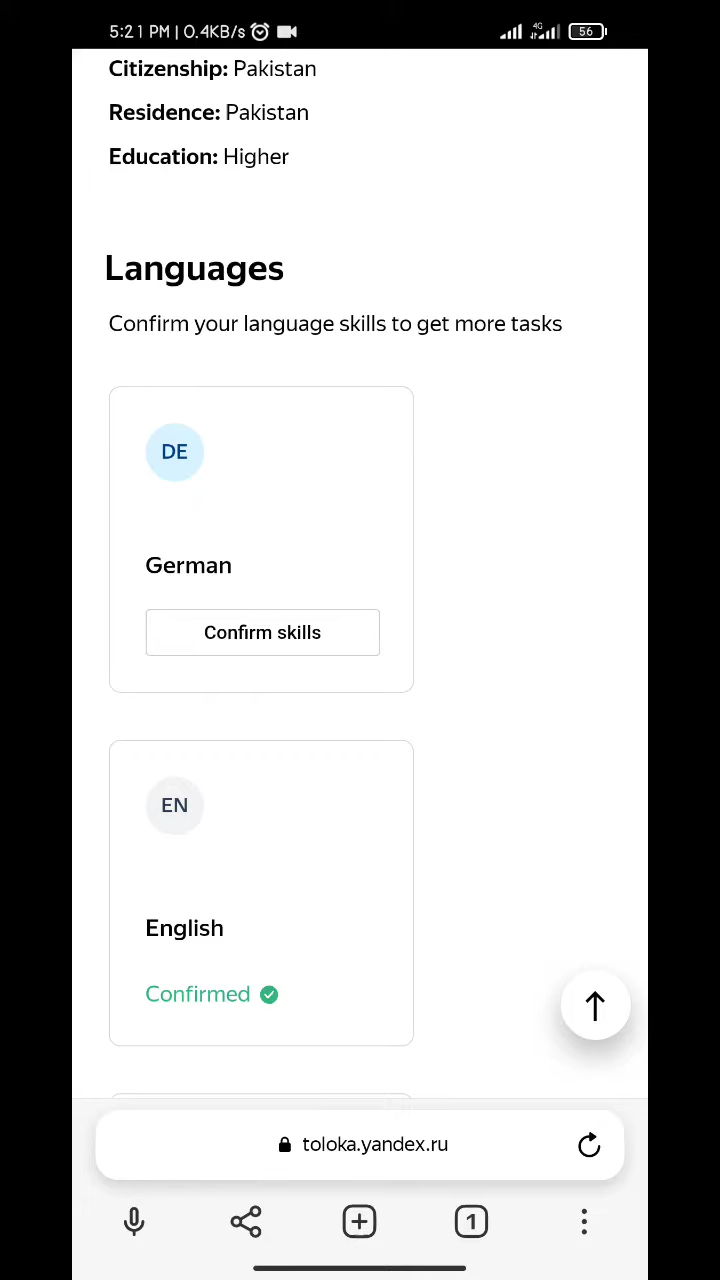 5:21 PM | 0.4KB/s
4G
56
Citizenship: Pakistan
Residence: Pakistan
Education: Higher
Languages
Confirm your language skills to get more tasks
DE
German
Confirm skills
EN
English
Confirmed
toloka.yandex.ru
1